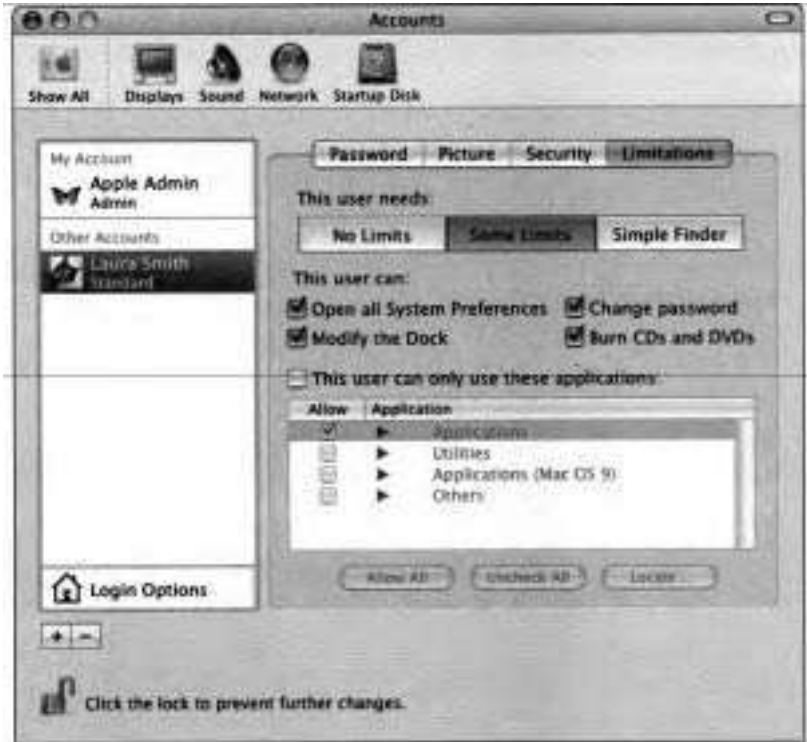 Accounts
Show All Displays Sound Network Startup Disk
My Account
Apple Admin
Admin
Other Accounts
Laura Smith
Standard
Login Options
Password Picture Security Limitations
This user needs:
No Limits Some Limits Simple Finder
This user can:
Open all System Preferences Change password
Modify the Dock Burn CDs and DVDs
This user can only use these applications:
Allow Application
Applications
Utilities
Applications (Mac OS 9)
Others
Allow All Uncheck All Locate...
+ −
Click the lock to prevent further changes.